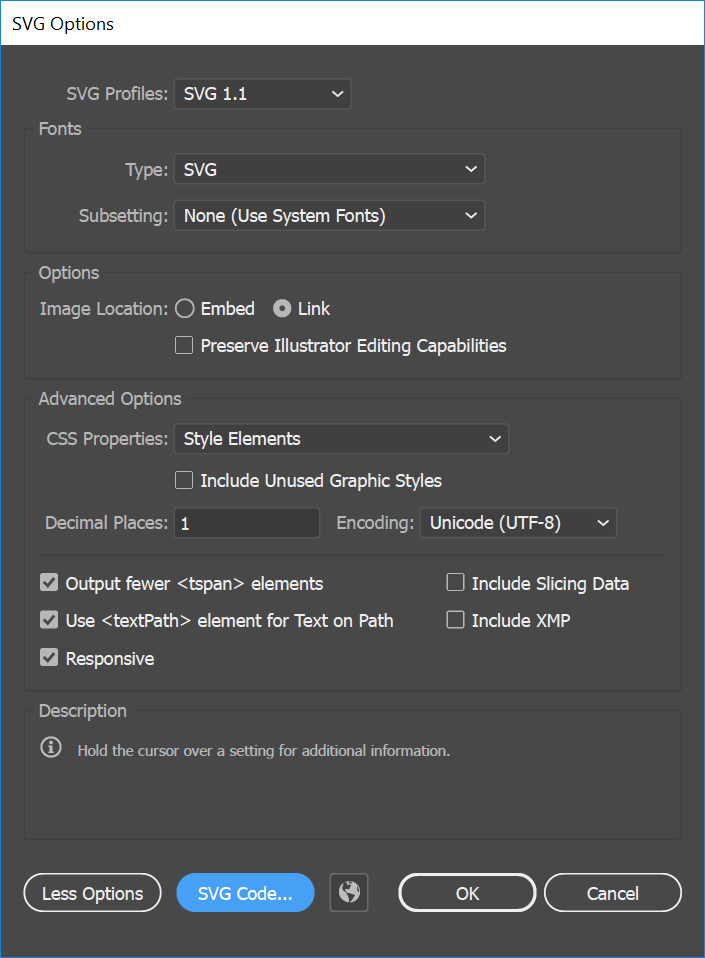 SVG Options
SVG Profiles: SVG 1.1
Fonts
Type: SVG
Subsetting: None (Use System Fonts)
Options
Image Location: Embed Link
Preserve Illustrator Editing Capabilities
Advanced Options
CSS Properties: Style Elements
Include Unused Graphic Styles
Decimal Places: 1 Encoding: Unicode (UTF-8)
Output fewer <tspan> elements Include Slicing Data
Use <textPath> element for Text on Path Include XMP
Responsive
Description
Hold the cursor over a setting for additional information.
Less Options SVG Code... OK Cancel